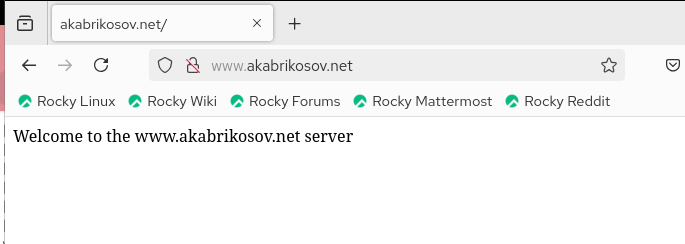 akabrikosov.net/
www.akabrikosov.net
Rocky Linux Rocky Wiki Rocky Forums Rocky Mattermost Rocky Reddit
Welcome to the www.akabrikosov.net server